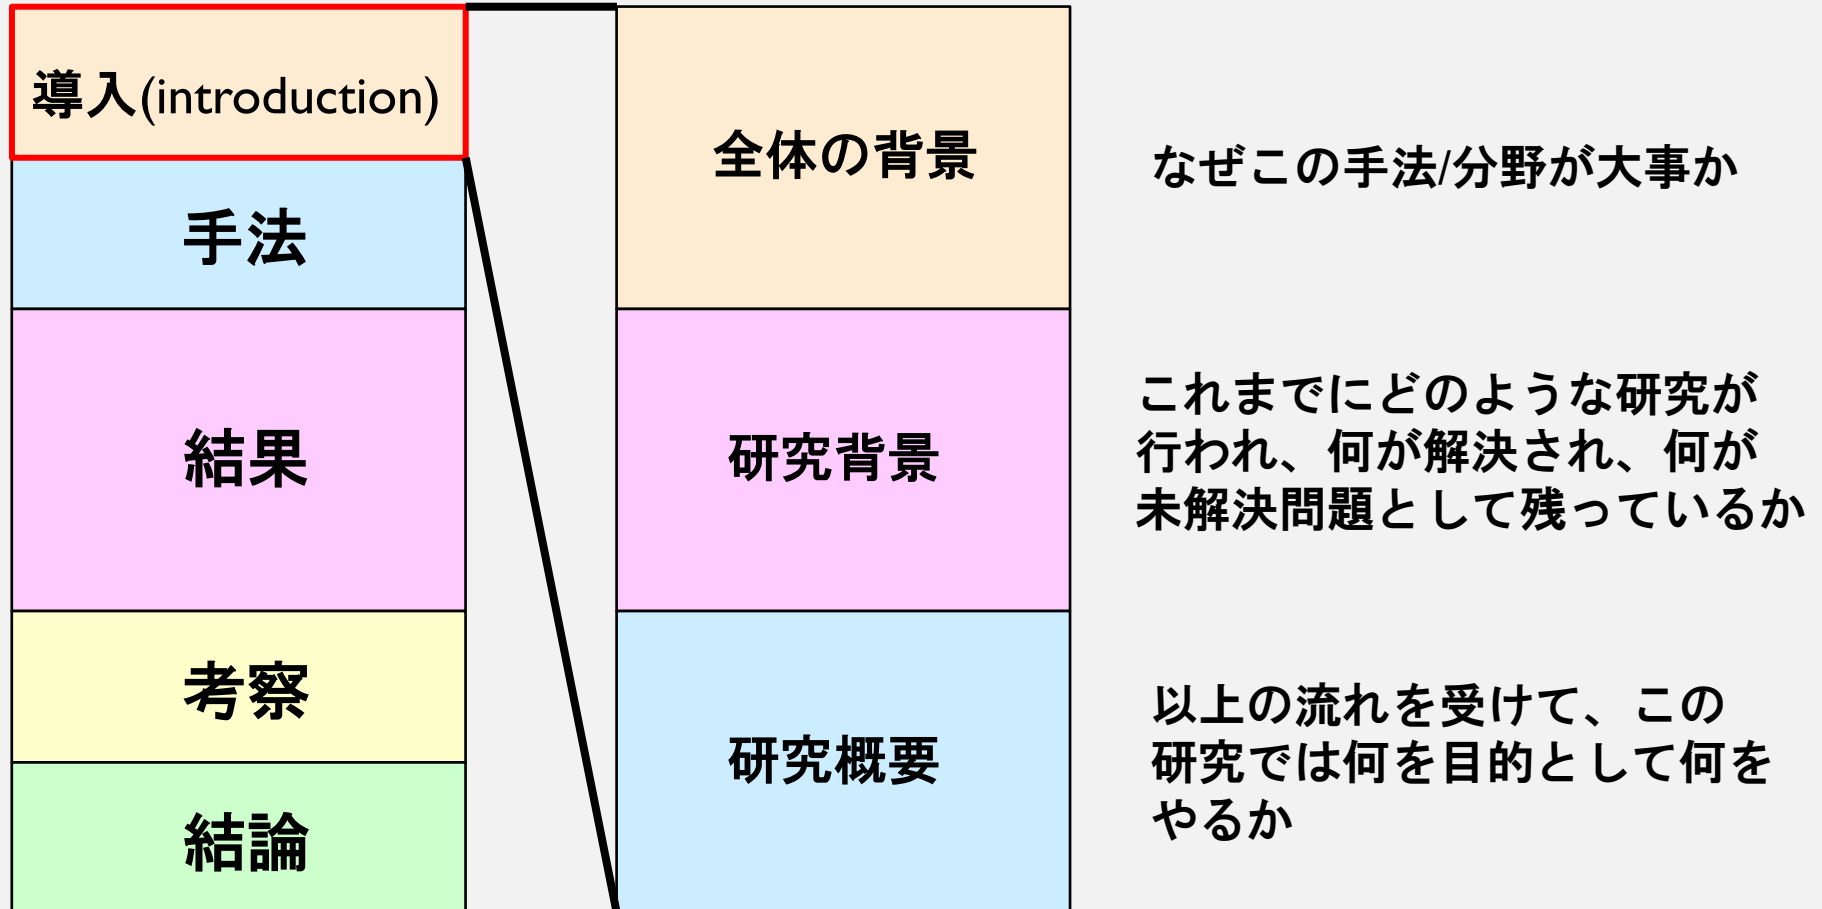 導入(introduction)
手法
結果
考察
結論
全体の背景
研究背景
研究概要
なぜこの手法/分野が大事か
これまでにどのような研究が
行われ、何が解決され、何が
未解決問題として残っているか
以上の流れを受けて、この
研究では何を目的として何を
やるか